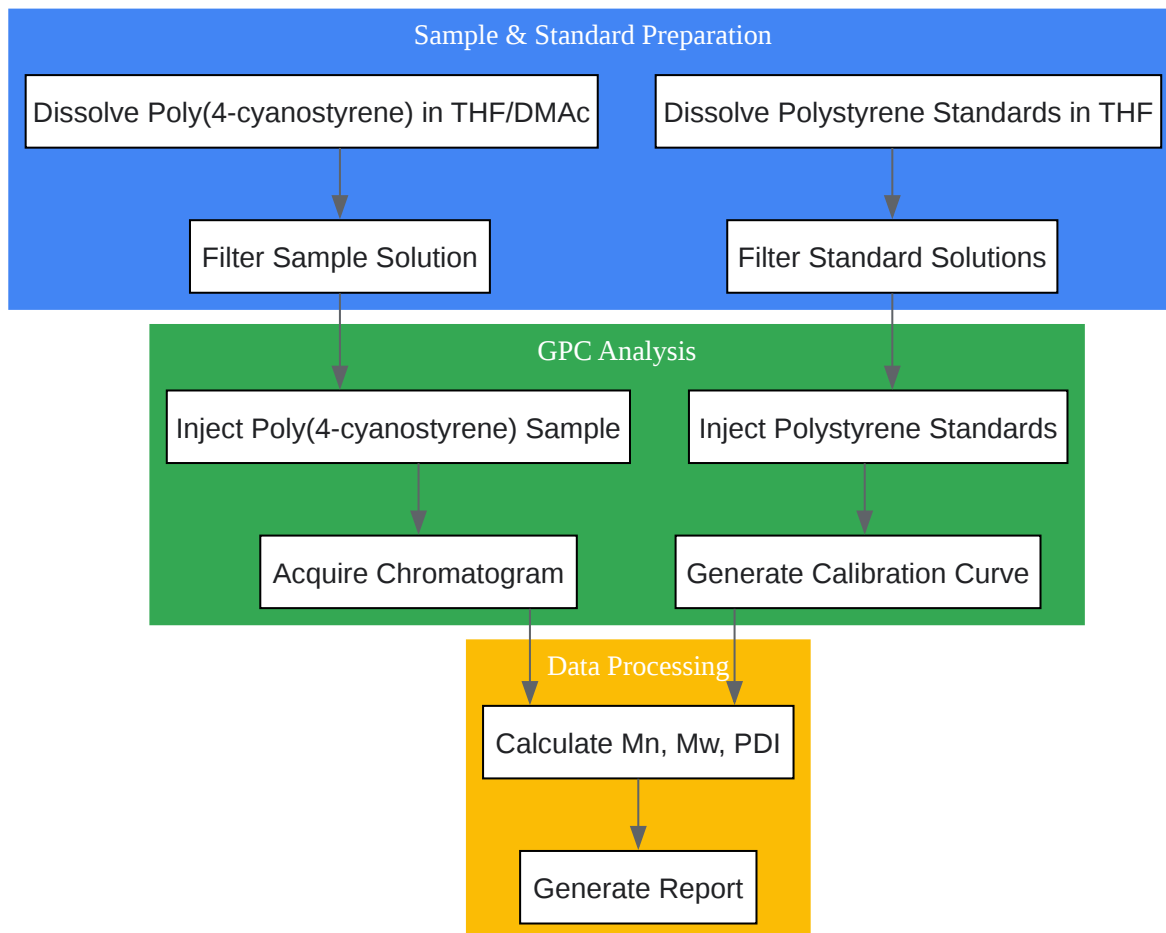 Sample & Standard Preparation
Dissolve Poly(4-cyanostyrene) in THF/DMAc
Dissolve Polystyrene Standards in THF
Filter Sample Solution
Filter Standard Solutions
GPC Analysis
Inject Poly(4-cyanostyrene) Sample
Inject Polystyrene Standards
Acquire Chromatogram
Generate Calibration Curve
Data Processing
Calculate Mn, Mw, PDI
Generate Report